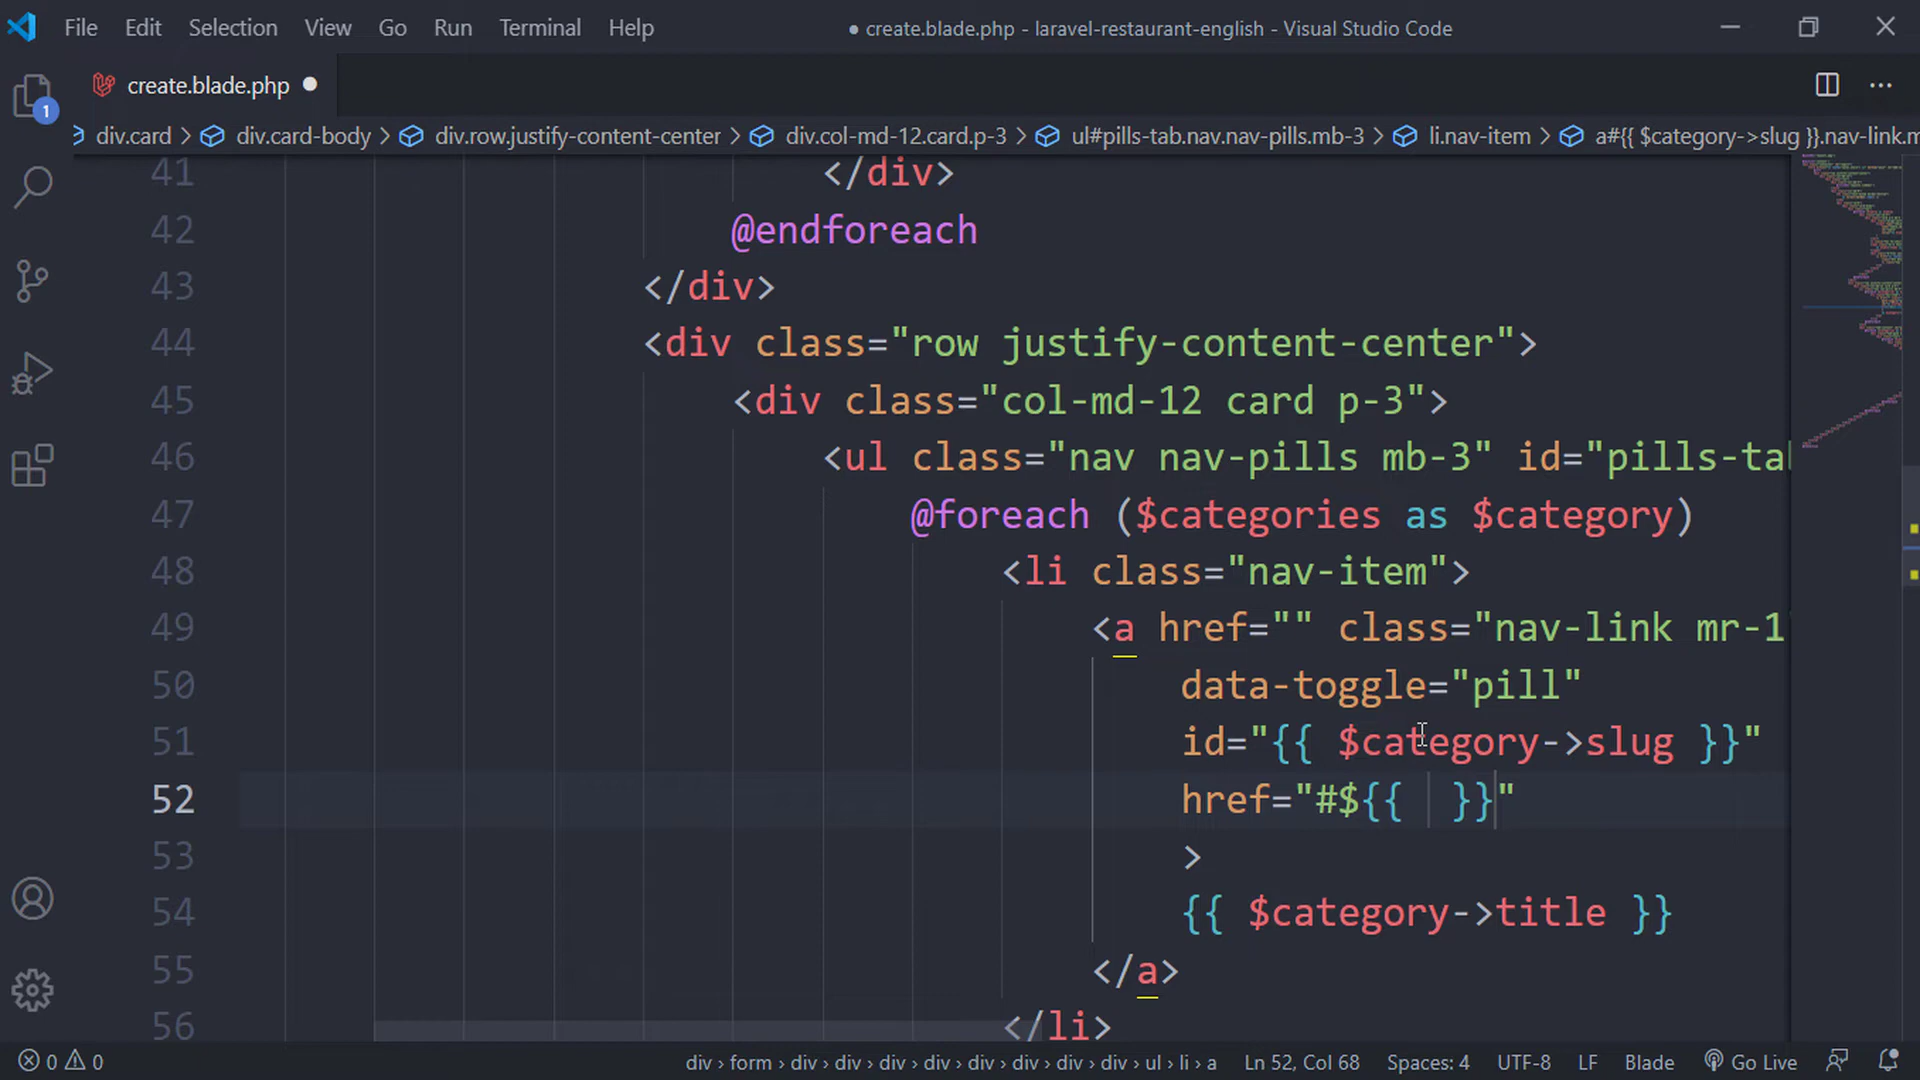 File Edit Selection View Go Run Terminal Help
● create.blade.php - laravel-restaurant-english - Visual Studio Code
create.blade.php ●
1
div.card > div.card-body > div.row.justify-content-center > div.col-md-12.card.p-3 > ul#pills-tab.nav.nav-pills.mb-3 > li.nav-item > a#{{ $category->slug }}.nav-link.m
41 </div>
42 @endforeach
43 </div>
44 <div class="row justify-content-center">
45 <div class="col-md-12 card p-3">
46 <ul class="nav nav-pills mb-3" id="pills-ta
47 @foreach ($categories as $category)
48 <li class="nav-item">
49 <a href="" class="nav-link mr-1
50 data-toggle="pill"
51 id="{{ $category->slug }}"
52 href="#${{  }}"
53 >
54 {{ $category->title }}
55 </a>
56 </li>
0 0 div > form > div > div > div > div > div > div > div > ul > li > a Ln 52, Col 68 Spaces: 4 UTF-8 LF Blade Go Live